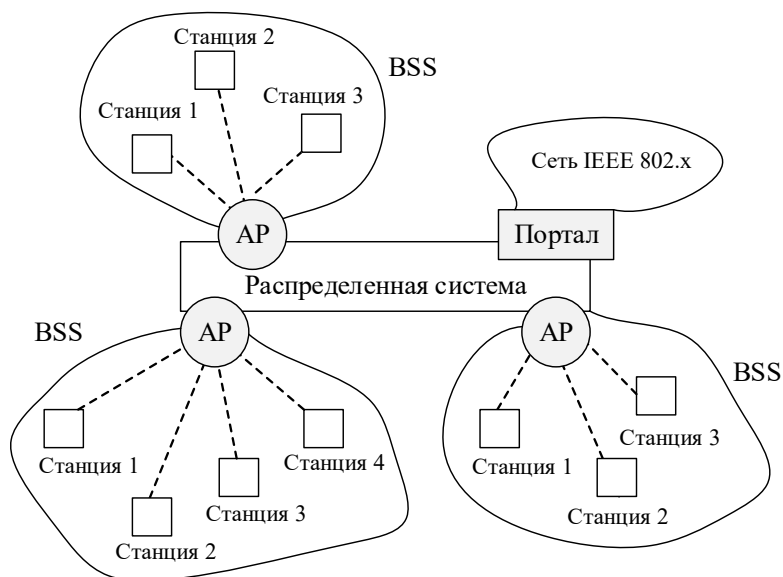 Станция 2
BSS
Станция 1
Станция 3
Сеть IEEE 802.x
AP
Портал
Распределенная система
BSS
AP
AP
BSS
Станция 1
Станция 4
Станция 3
Станция 2
Станция 1
Станция 3
Станция 2